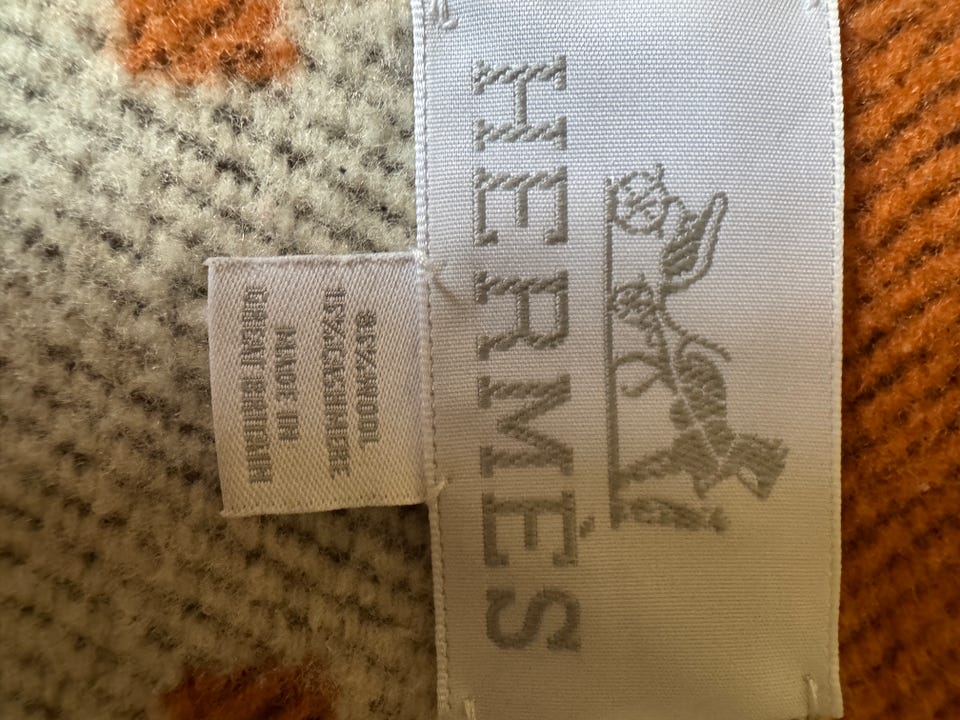 HERMÈS
85%WOOL
15%CASHMERE
MADE IN
GREAT BRITAIN